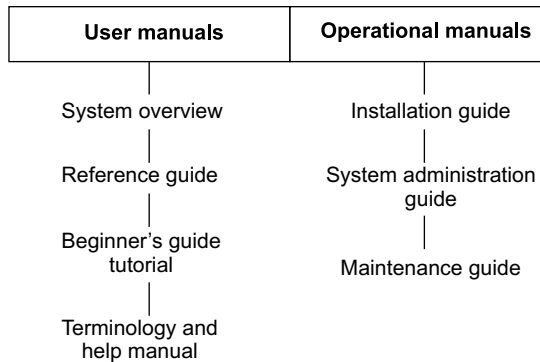 User manuals
Operational manuals
System overview
Reference guide
Beginner's guide
tutorial
Terminology and
help manual
Installation guide
System administration
guide
Maintenance guide